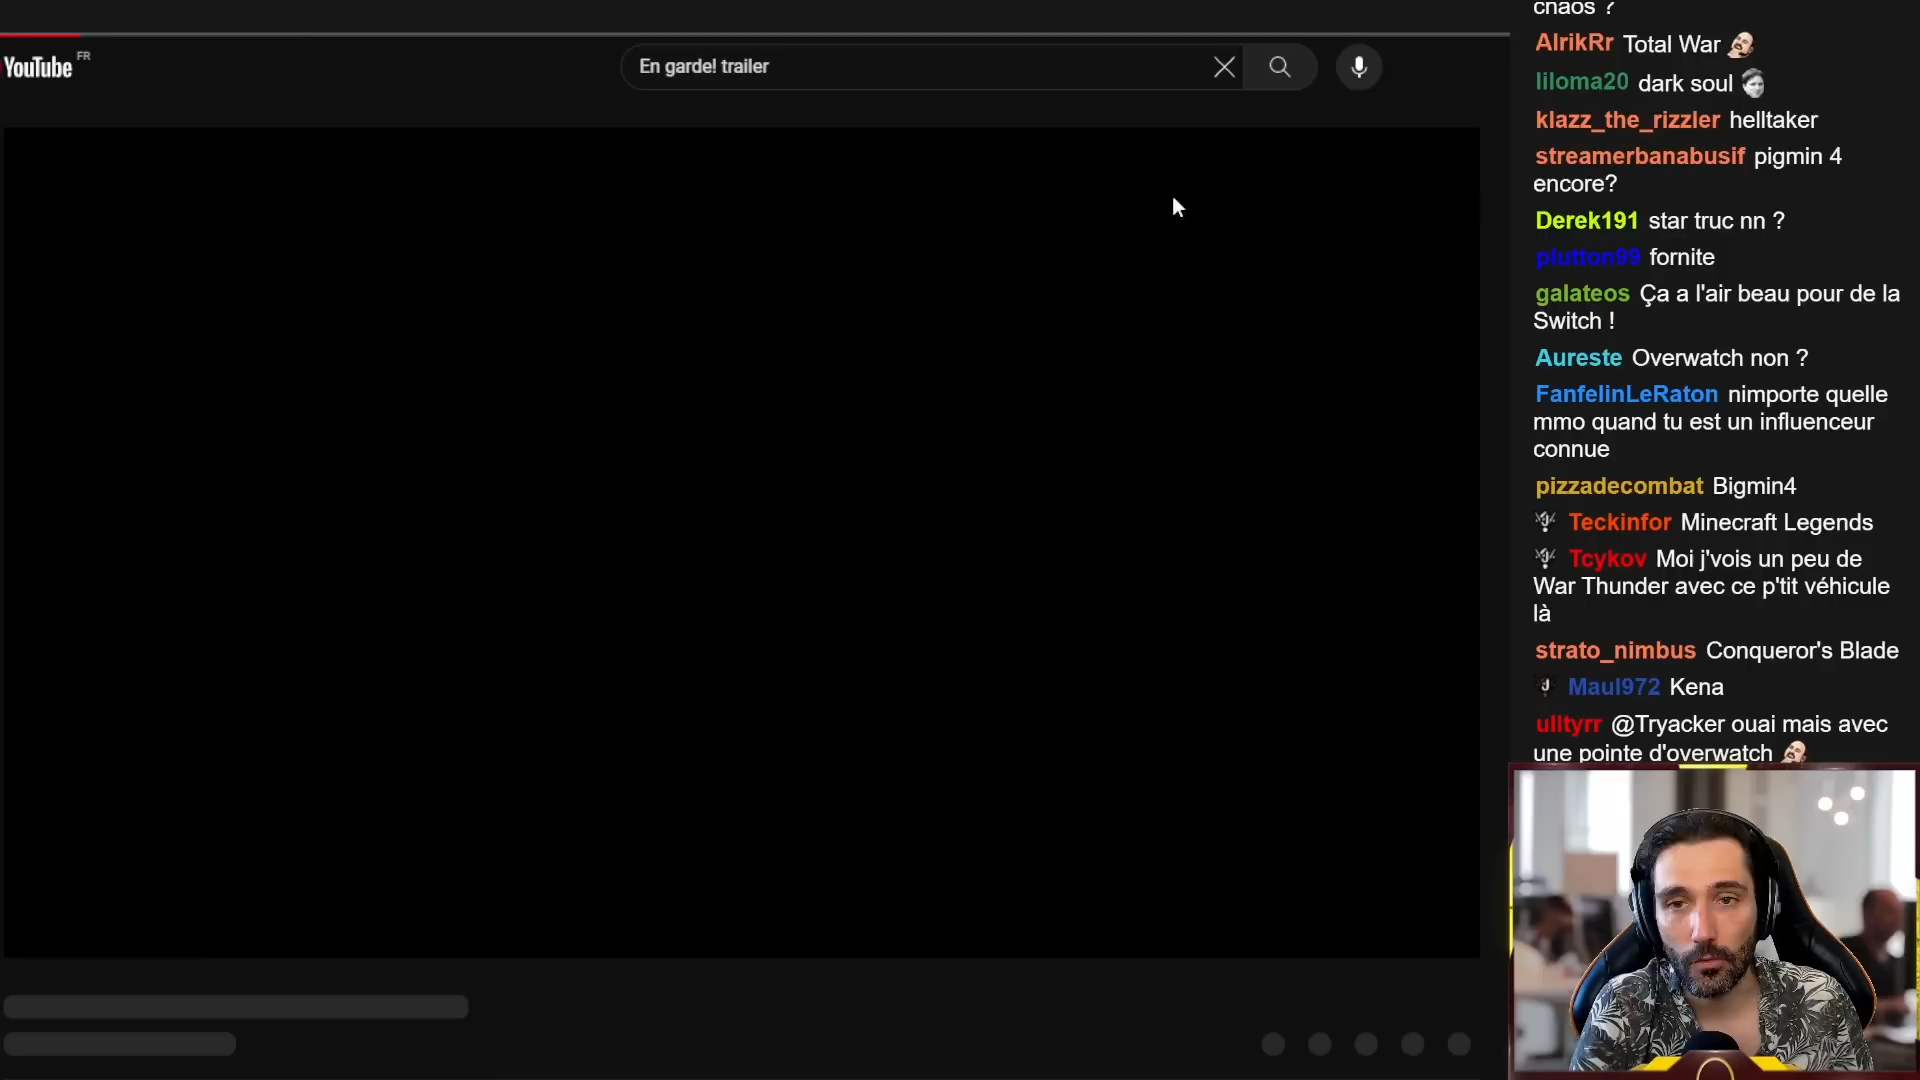 YouTube FR
En garde! trailer
chaos ?
AlrikRr Total War
liloma20 dark soul
klazz_the_rizzler helltaker
streamerbanabusif pigmin 4
encore?
Derek191 star truc nn ?
plutton99 fornite
galateos Ça a l'air beau pour de la
Switch !
Aureste Overwatch non ?
FanfelinLeRaton nimporte quelle
mmo quand tu est un influenceur
connue
pizzadecombat Bigmin4
Teckinfor Minecraft Legends
Tcykov Moi j'vois un peu de
War Thunder avec ce p'tit véhicule
là
strato_nimbus Conqueror's Blade
Maul972 Kena
ulltyrr @Tryacker ouai mais avec
une pointe d'overwatch